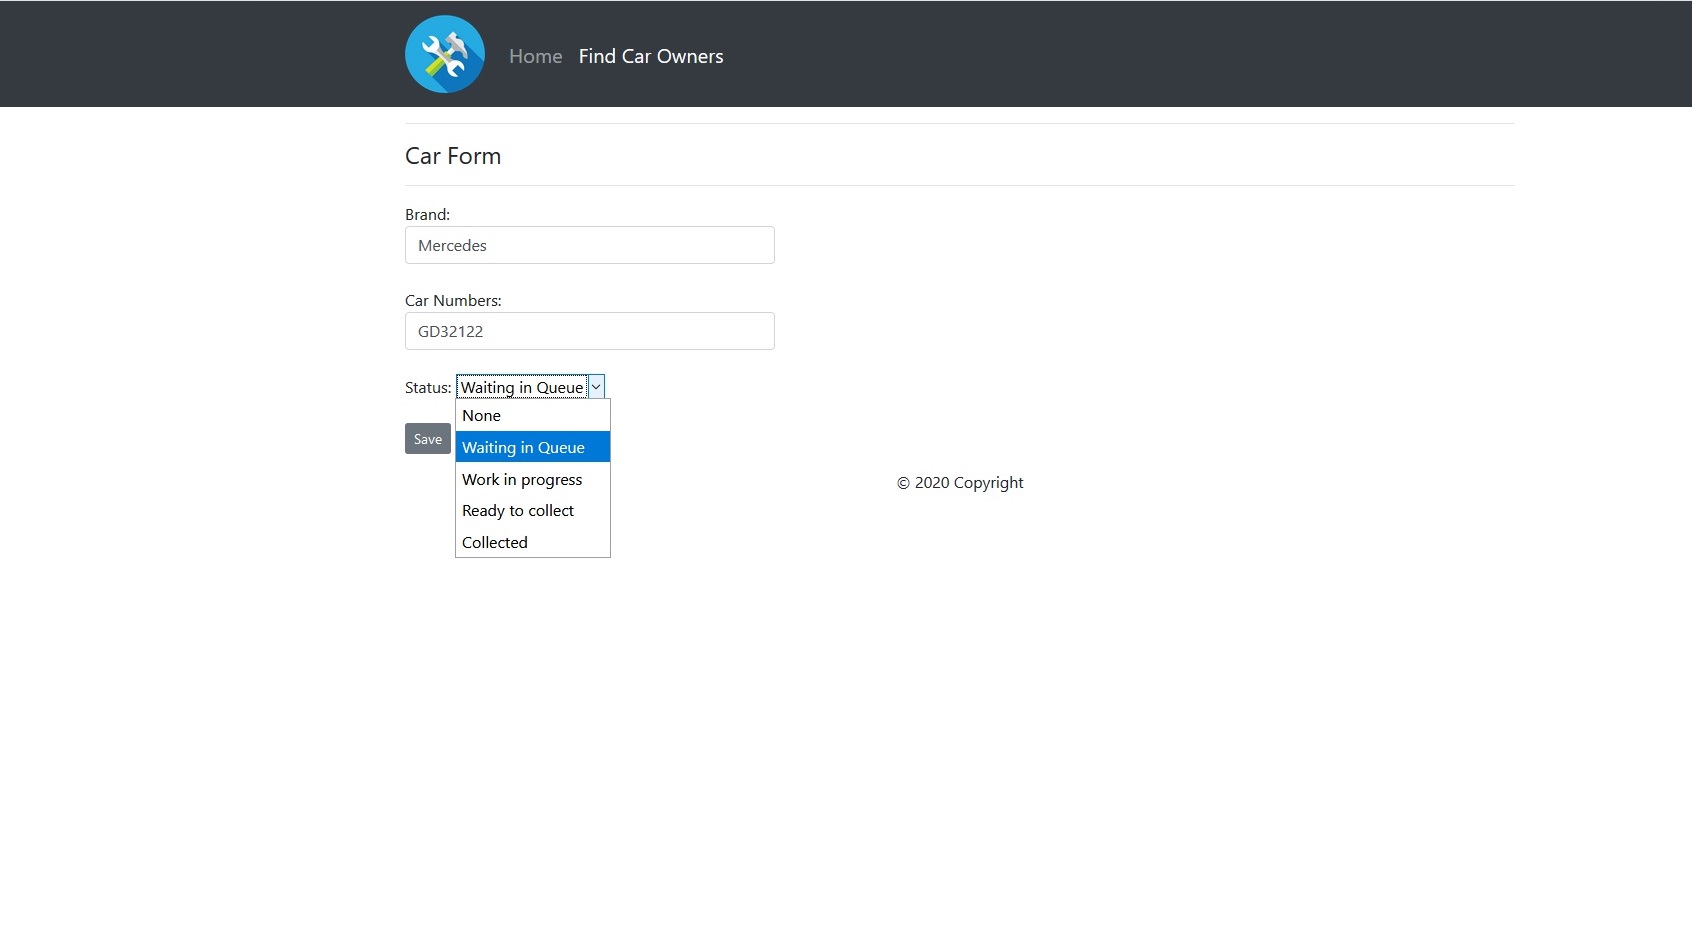 Home Find Car Owners
Car Form
Brand:
Mercedes
Car Numbers:
GD32122
Status: Waiting in Queue
None
Save
Waiting in Queue
Work in progress
© 2020 Copyright
Ready to collect
Collected